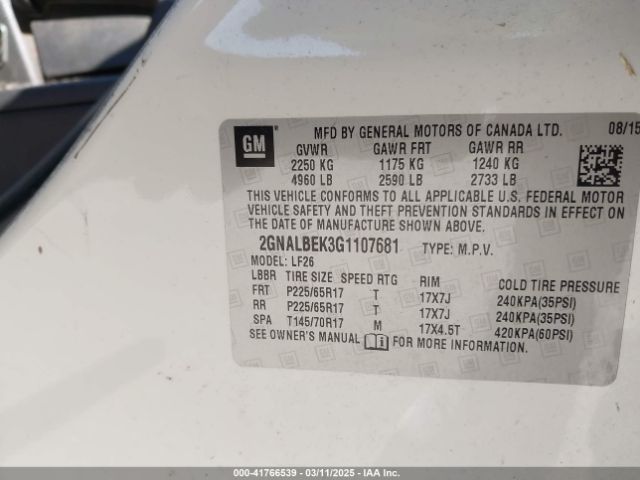 GM
MFD BY GENERAL MOTORS OF CANADA LTD. 08/15
GVWR GAWR FRT GAWR RR
2250 KG 1175 KG 1240 KG
4960 LB 2590 LB 2733 LB
THIS VEHICLE CONFORMS TO ALL APPLICABLE U.S. FEDERAL MOTOR
VEHICLE SAFETY AND THEFT PREVENTION STANDARDS IN EFFECT ON
THE DATE OF MANUFACTURE SHOWN ABOVE.
2GNALBEK3G1107681 TYPE: M.P.V.
MODEL: LF26
LBBR TIRE SIZE SPEED RTG RIM COLD TIRE PRESSURE
FRT P225/65R17 T 17X7J 240KPA(35PSI)
RR P225/65R17 T 17X7J 240KPA(35PSI)
SPA T145/70R17 M 17X4.5T 420KPA(60PSI)
SEE OWNER'S MANUAL FOR MORE INFORMATION.
00-41766539 - 03/11/2025 - IAA Inc.